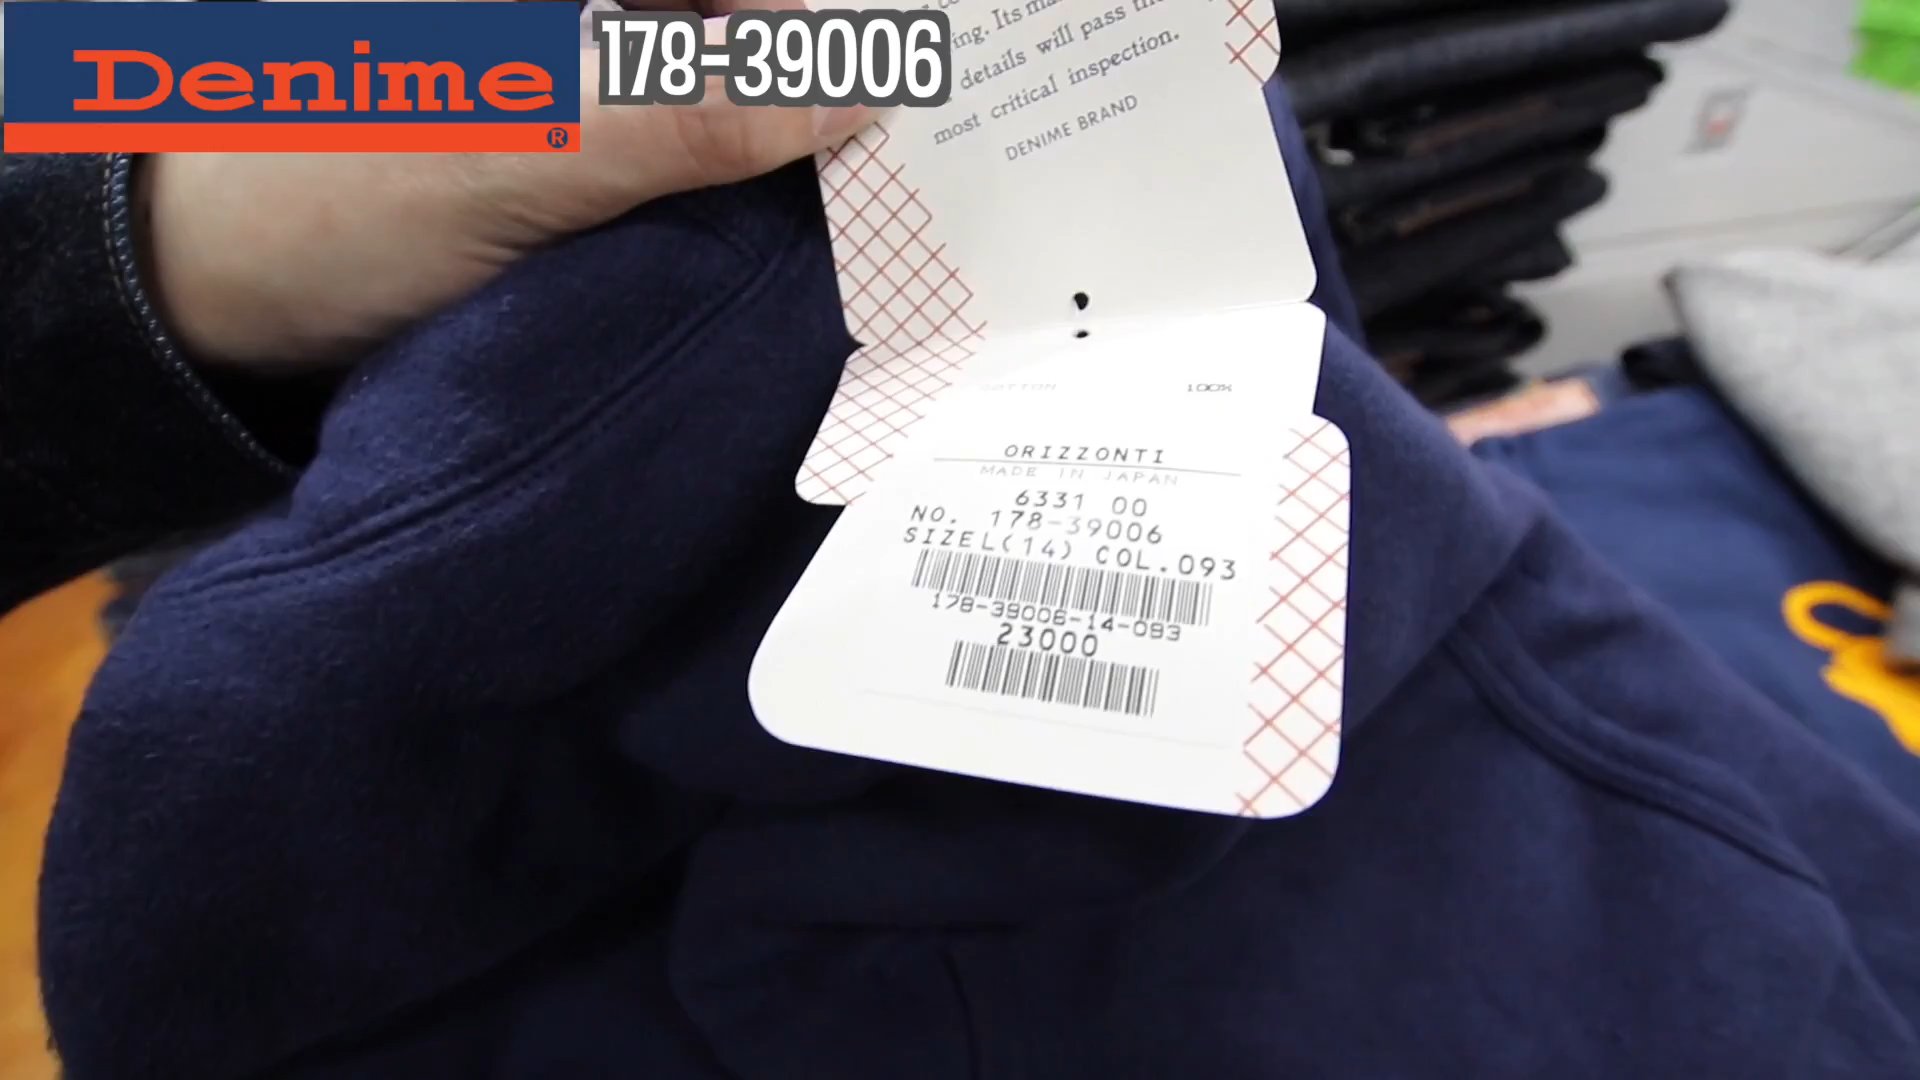 Denime
®
178-39006
ing. Its ma
details will pass
most critical inspection.
DENIME BRAND
COTTON 100%
ORIZZONTI
MADE IN JAPAN
6331 00
NO. 178-39006
SIZE L(14) COL.093
178-39006-14-093
23000